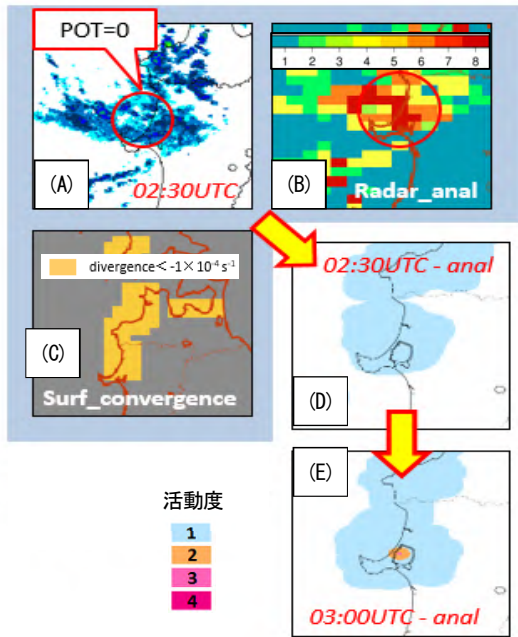 POT=0
(A)
02:30UTC
1 2 3 4 5 6 7 8
(B)
Radar_anal
divergence< -1×10⁻⁴ s⁻¹
(C)
Surf_convergence
02:30UTC - anal
(D)
(E)
03:00UTC - anal
活動度
1
2
3
4